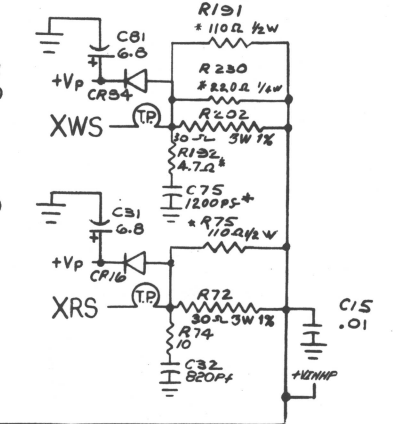 R191
* 110Ω ½W
C81
6.8
R230
* 220Ω ¼W
+Vp
CR34
T.P.
R202
XWS
30Ω 3W 1%
R192
4.7Ω *
C75
1200Pf *
C31
6.8
* R75
110Ω ½W
+Vp
CR16
T.P.
R72
XRS
30Ω 3W 1%
C15
.01
R74
10
C32
820Pf
+VINHP